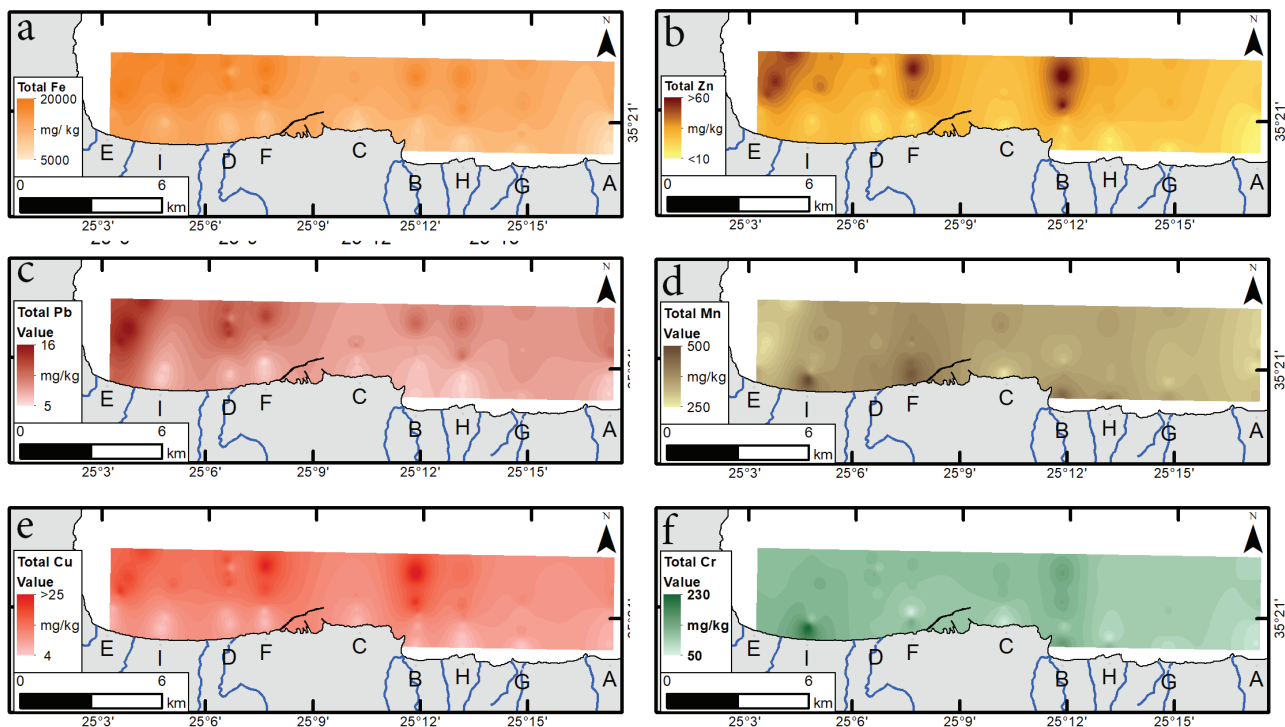 a
N
Total Fe
20000
mg/ kg
5000
35°21'
E I D F C B H G A
0 6
km
25°3' 25°6' 25°9' 25°12' 25°15'
b
N
Total Zn
>60
mg/kg
<10
35°21'
E I D F C B H G A
0 6
km
25°3' 25°6' 25°9' 25°12' 25°15'
c
N
Total Pb
Value
16
mg/kg
5
E I D F C B H G A
0 6
km
25°3' 25°6' 25°9' 25°12' 25°15'
d
N
Total Mn
Value
500
mg/kg
250
35°21'
E I D F C B H G A
0 6
km
25°3' 25°6' 25°9' 25°12' 25°15'
e
N
Total Cu
Value
>25
mg/kg
4
E I D F C B H G A
0 6
km
25°3' 25°6' 25°9' 25°12' 25°15'
f
N
Total Cr
Value
230
mg/kg
50
35°21'
E I D F C B H G A
0 6
km
25°3' 25°6' 25°9' 25°12' 25°15'